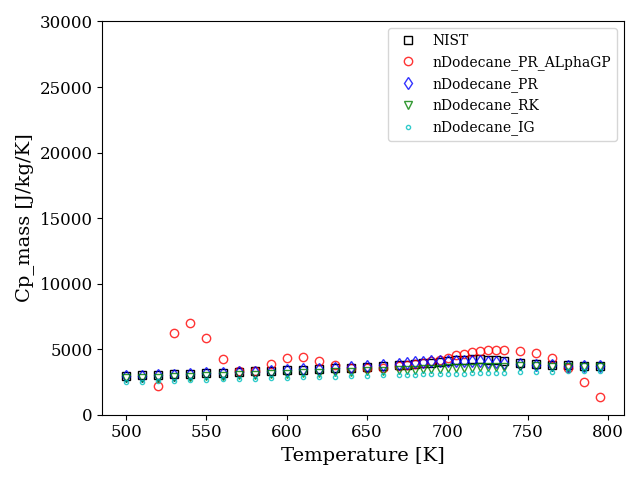 30000
25000
20000
15000
10000
5000
0
Cp_mass [J/kg/K]
NIST
nDodecane_PR_ALphaGP
nDodecane_PR
nDodecane_RK
nDodecane_IG
500 550 600 650 700 750 800
Temperature [K]